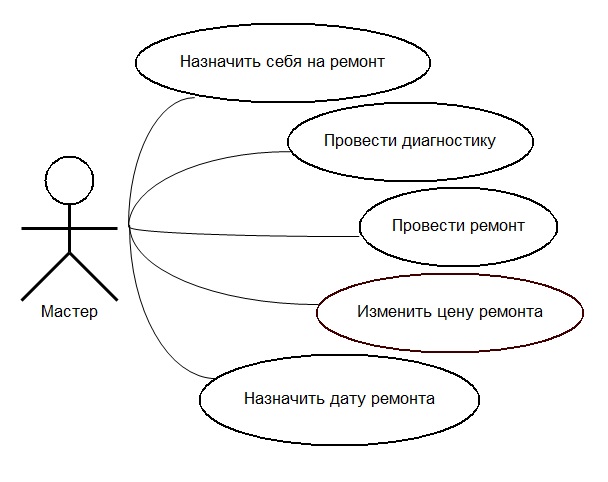 Назначить себя на ремонт
Провести диагностику
Провести ремонт
Изменить цену ремонта
Мастер
Назначить дату ремонта